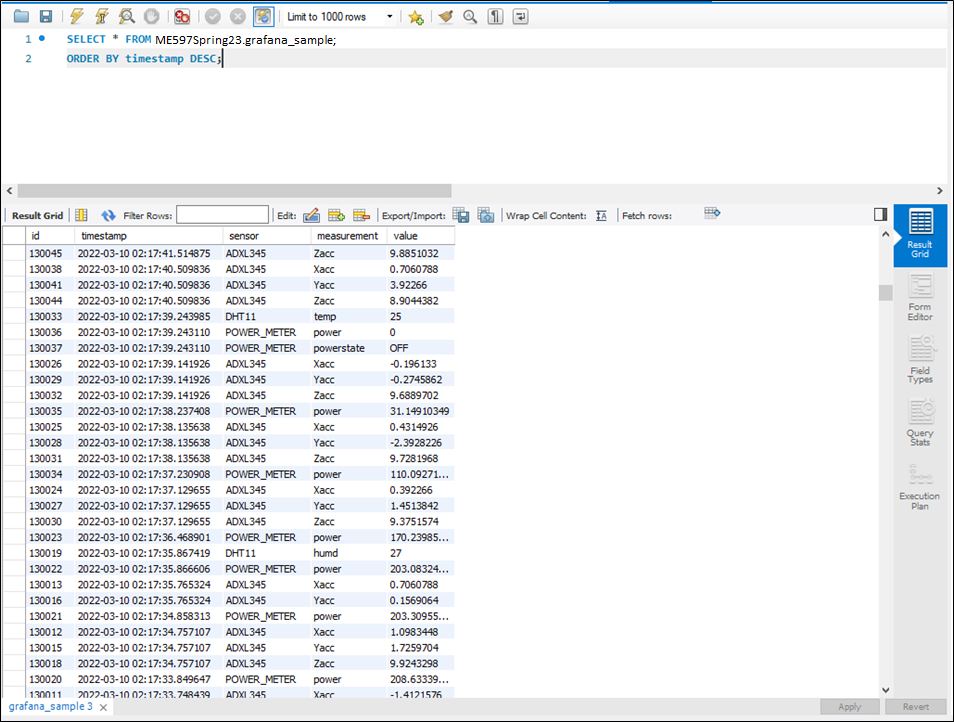 Limit to 1000 rows
1 SELECT * FROM ME597Spring23.grafana_sample;
2 ORDER BY timestamp DESC;
Result Grid Filter Rows: Edit: Export/Import: Wrap Cell Content: Fetch rows:
id timestamp sensor measurement value
130045 2022-03-10 02:17:41.514875 ADXL345 Zacc 9.8851032
130038 2022-03-10 02:17:40.509836 ADXL345 Xacc 0.7060788
130041 2022-03-10 02:17:40.509836 ADXL345 Yacc 3.92266
130044 2022-03-10 02:17:40.509836 ADXL345 Zacc 8.9044382
130033 2022-03-10 02:17:39.243985 DHT11 temp 25
130036 2022-03-10 02:17:39.243110 POWER_METER power 0
130037 2022-03-10 02:17:39.243110 POWER_METER powerstate OFF
130026 2022-03-10 02:17:39.141926 ADXL345 Xacc -0.196133
130029 2022-03-10 02:17:39.141926 ADXL345 Yacc -0.2745862
130032 2022-03-10 02:17:39.141926 ADXL345 Zacc 9.6889702
130035 2022-03-10 02:17:38.237408 POWER_METER power 31.14910349
130025 2022-03-10 02:17:38.135638 ADXL345 Xacc 0.4314926
130028 2022-03-10 02:17:38.135638 ADXL345 Yacc -2.3928226
130031 2022-03-10 02:17:38.135638 ADXL345 Zacc 9.7281968
130034 2022-03-10 02:17:37.230908 POWER_METER power 110.09271...
130024 2022-03-10 02:17:37.129655 ADXL345 Xacc 0.392266
130027 2022-03-10 02:17:37.129655 ADXL345 Yacc 1.4513842
130030 2022-03-10 02:17:37.129655 ADXL345 Zacc 9.3751574
130023 2022-03-10 02:17:36.468901 POWER_METER power 170.23985...
130019 2022-03-10 02:17:35.867419 DHT11 humd 27
130022 2022-03-10 02:17:35.866606 POWER_METER power 203.08324...
130013 2022-03-10 02:17:35.765324 ADXL345 Xacc 0.7060788
130016 2022-03-10 02:17:35.765324 ADXL345 Yacc 0.1569064
130021 2022-03-10 02:17:34.858313 POWER_METER power 203.30955...
130012 2022-03-10 02:17:34.757107 ADXL345 Xacc 1.0983448
130015 2022-03-10 02:17:34.757107 ADXL345 Yacc 1.7259704
130018 2022-03-10 02:17:34.757107 ADXL345 Zacc 9.9243298
130020 2022-03-10 02:17:33.849647 POWER_METER power 208.63339...
130011 2022-03-10 02:17:33.748439 ADXL345 Xacc -1.4121576
Result
Grid
Form
Editor
Field
Types
Query
Stats
Execution
Plan
grafana_sample 3 Apply Revert